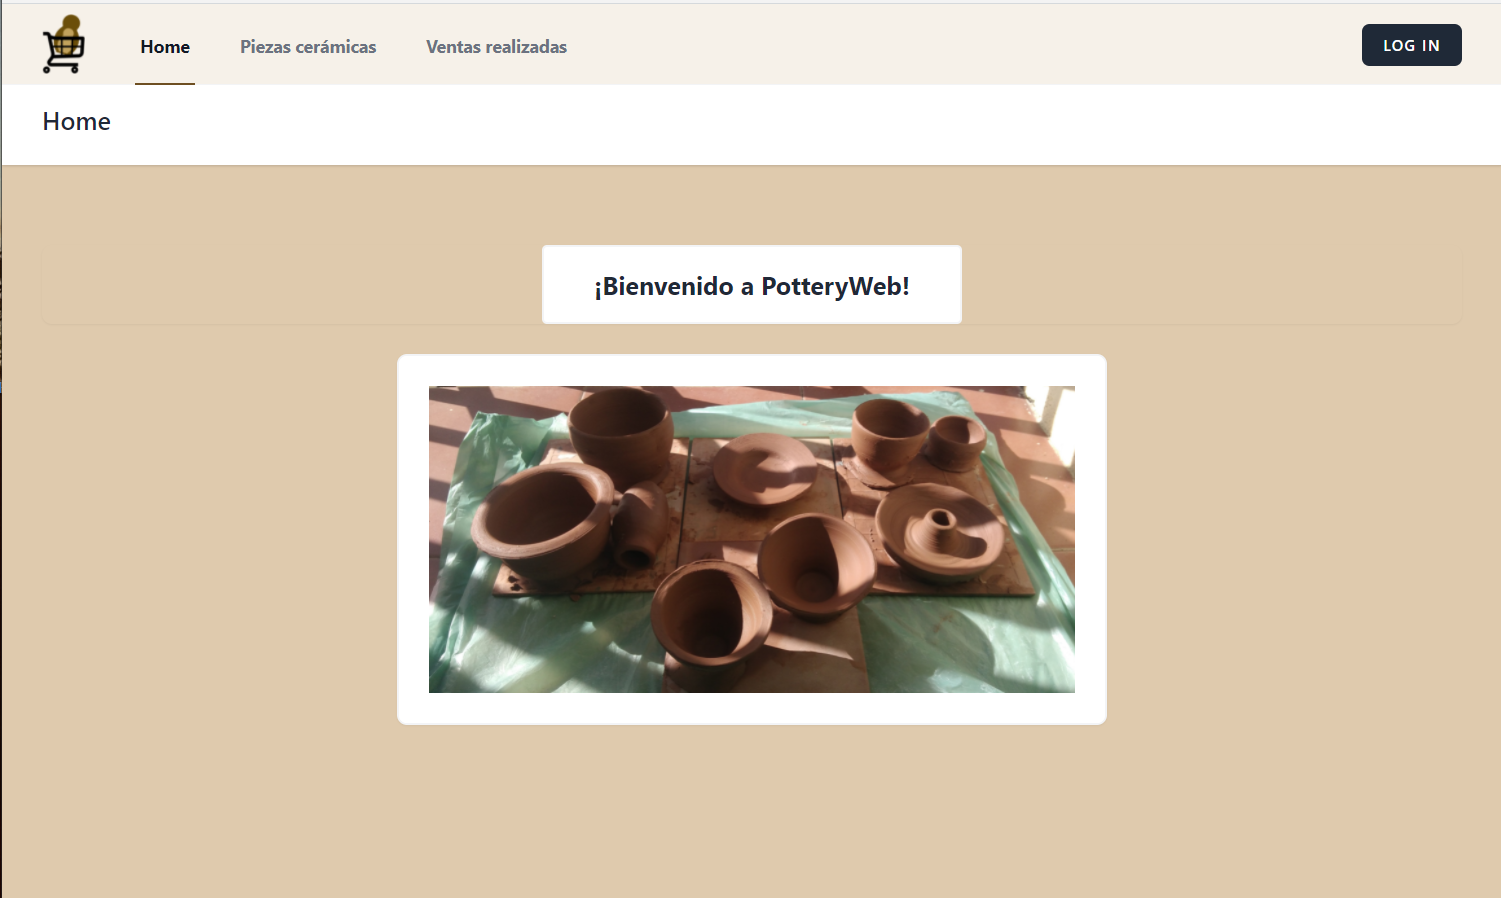 Home
Piezas cerámicas
Ventas realizadas
LOG IN
Home
¡Bienvenido a PotteryWeb!